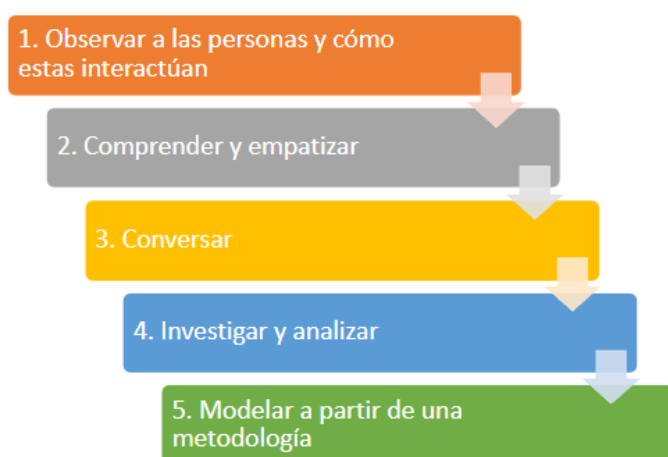 1. Observar a las personas y cómo
estas interactúan
2. Comprender y empatizar
3. Conversar
4. Investigar y analizar
5. Modelar a partir de una
metodología